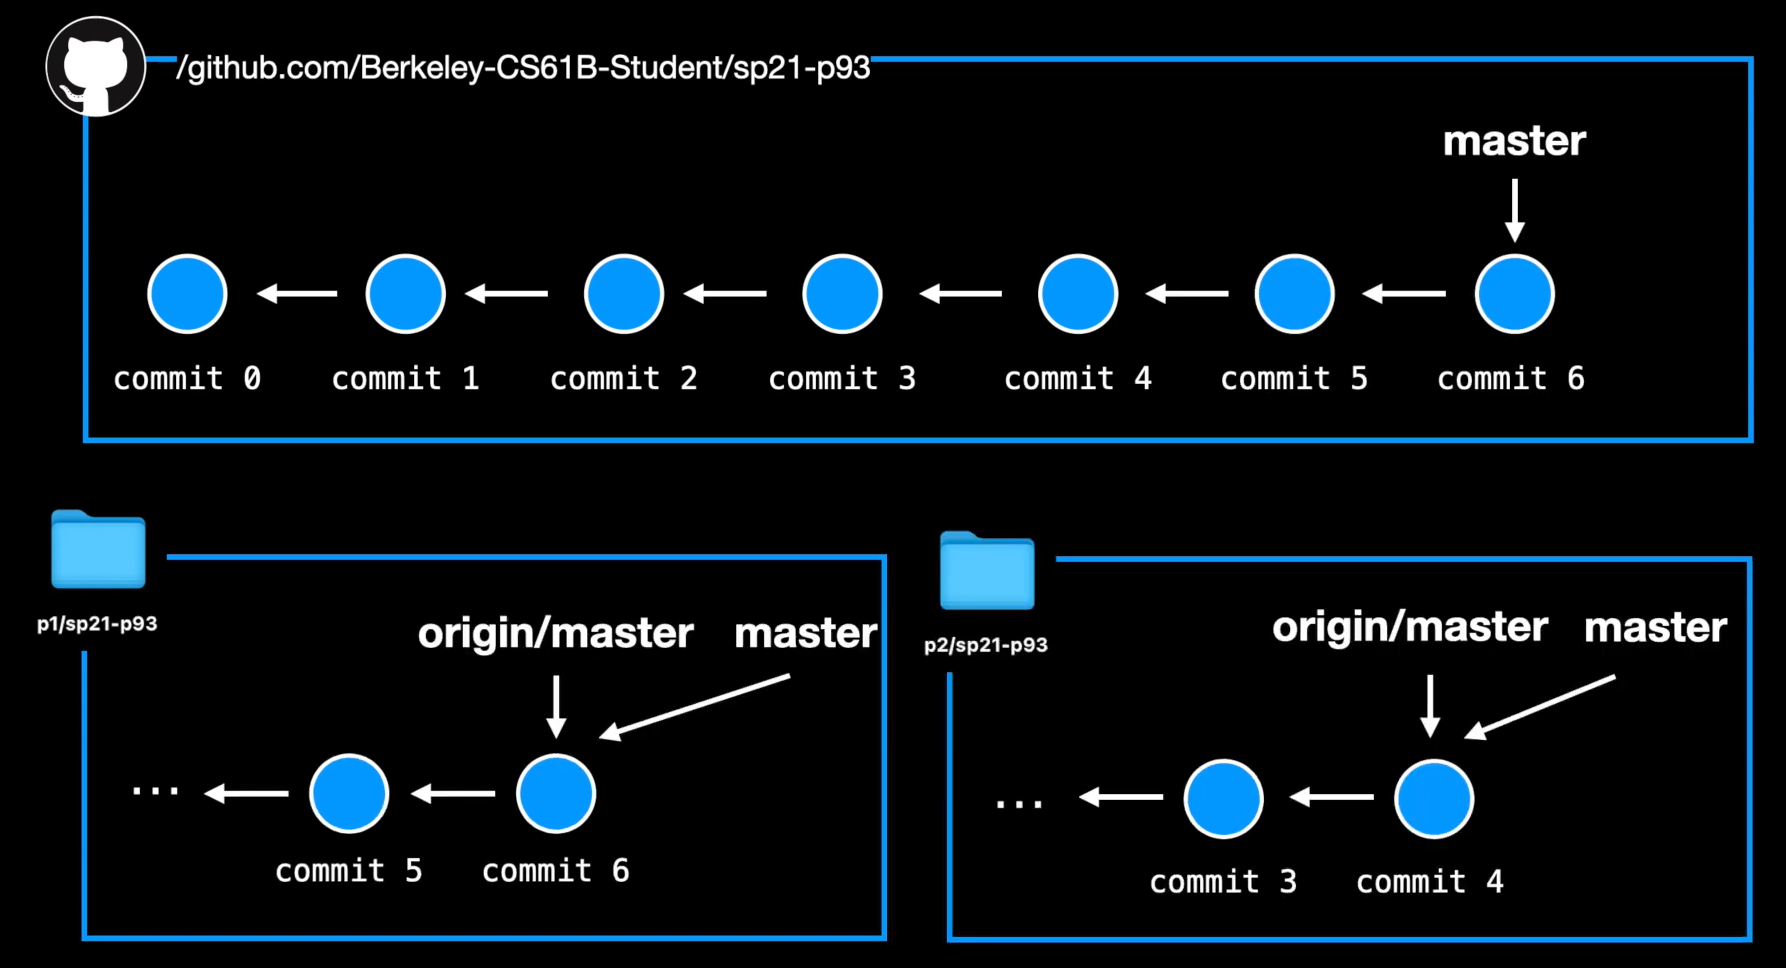 /github.com/Berkeley-CS61B-Student/sp21-p93
master
commit 0 commit 1 commit 2 commit 3 commit 4 commit 5 commit 6
p1/sp21-p93
origin/master master
...
commit 5 commit 6
p2/sp21-p93
origin/master master
...
commit 3 commit 4